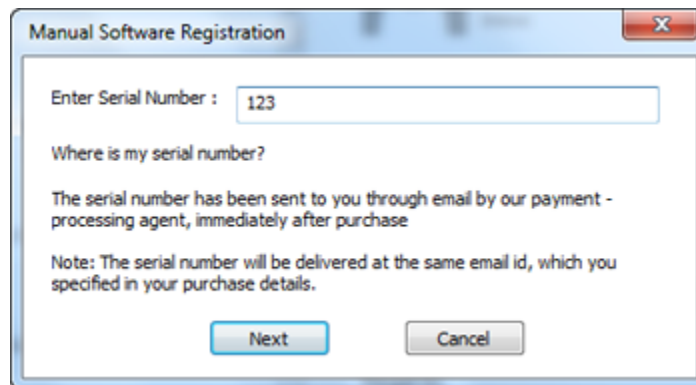 Manual Software Registration
Enter Serial Number :
123
Where is my serial number?
The serial number has been sent to you through email by our payment -
processing agent, immediately after purchase
Note: The serial number will be delivered at the same email id, which you
specified in your purchase details.
Next
Cancel